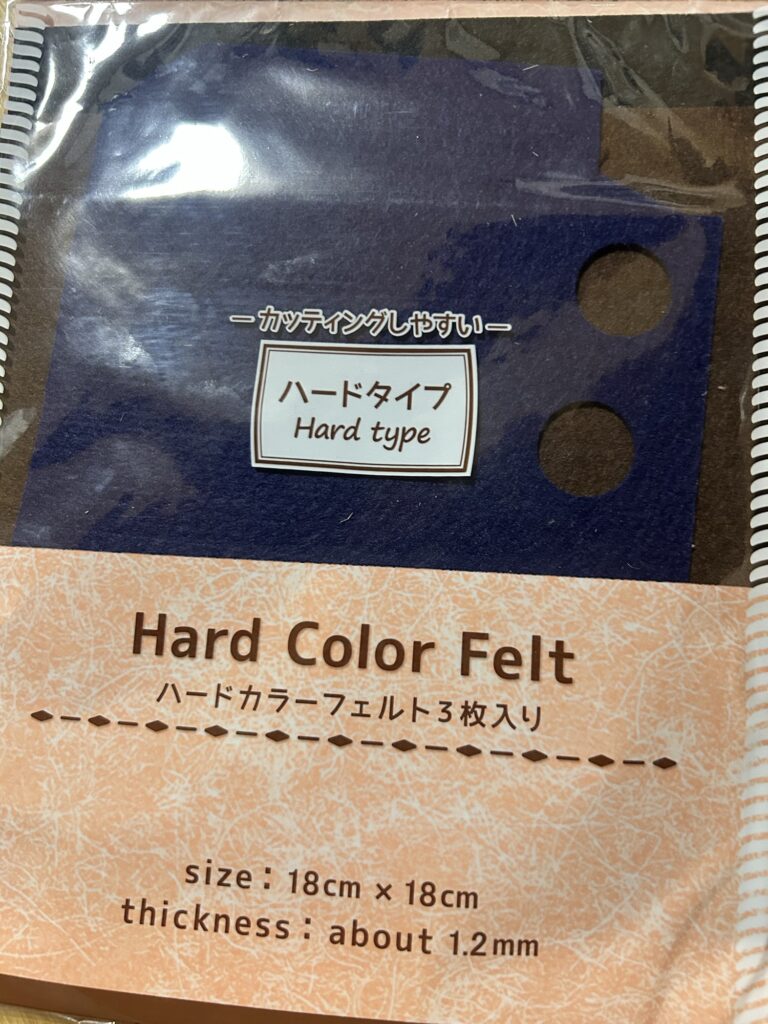 ー カッティングしやすい ー
ハードタイプ
Hard type
Hard Color Felt
ハードカラーフェルト3枚入り
size : 18cm × 18cm
thickness : about 1.2mm